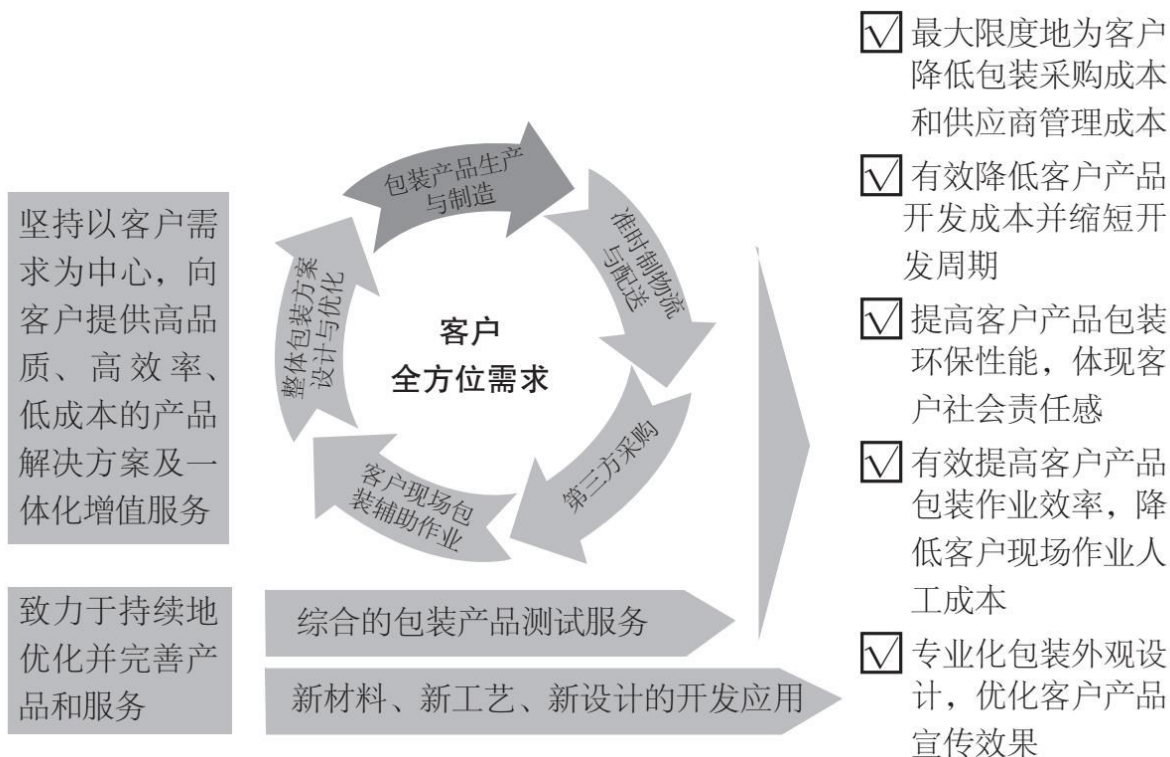 坚持以客户需
求为中心，向
客户提供高品
质、高效率、
低成本的产品
解决方案及一
体化增值服务
致力于持续地
优化并完善产
品和服务
包装产品生产
与制造
准时制物流
与配送
第三方采购
客户现场包
装辅助作业
整体包装方案
设计与优化
客户
全方位需求
综合的包装产品测试服务
新材料、新工艺、新设计的开发应用
√ 最大限度地为客户
降低包装采购成本
和供应商管理成本
√ 有效降低客户产品
开发成本并缩短开
发周期
√ 提高客户产品包装
环保性能，体现客
户社会责任感
√ 有效提高客户产品
包装作业效率，降
低客户现场作业人
工成本
√ 专业化包装外观设
计，优化客户产品
宣传效果